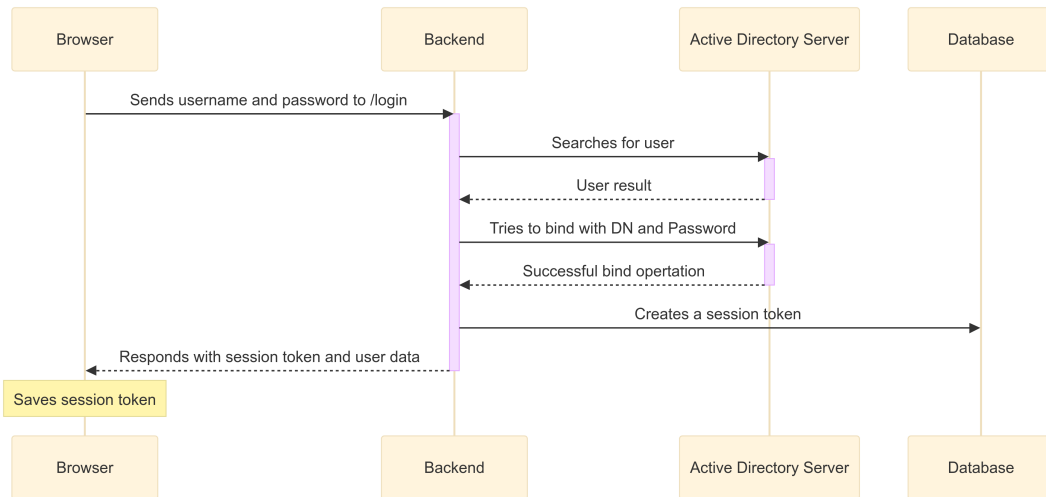 Browser
Backend
Active Directory Server
Database
Sends username and password to /login
Searches for user
User result
Tries to bind with DN and Password
Successful bind opertation
Creates a session token
Responds with session token and user data
Saves session token
Browser
Backend
Active Directory Server
Database